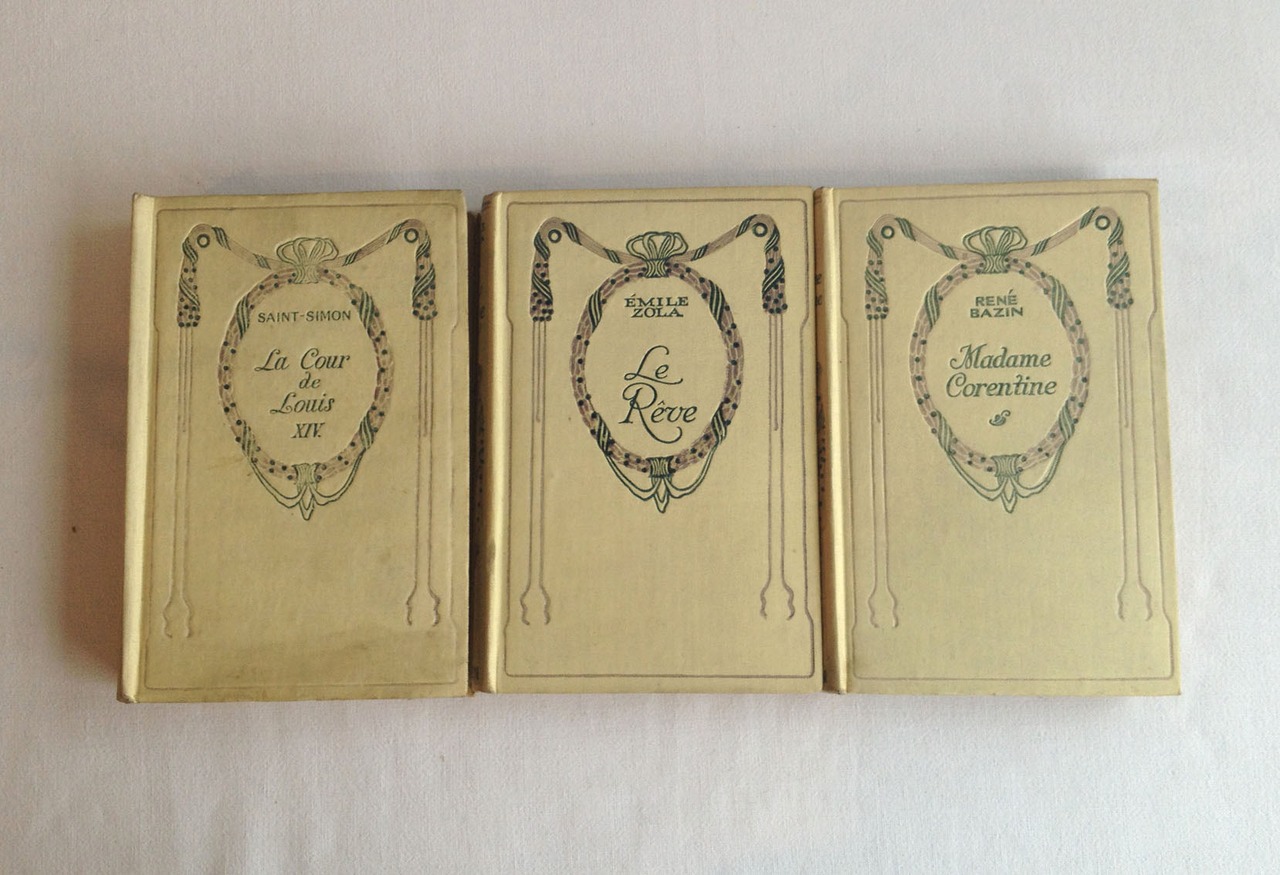 SAINT-SIMON
La Cour
de
Louis
XIV.
ÉMILE
ZOLA
Le
Rêve
RENÉ
BAZIN
Madame
Corentine